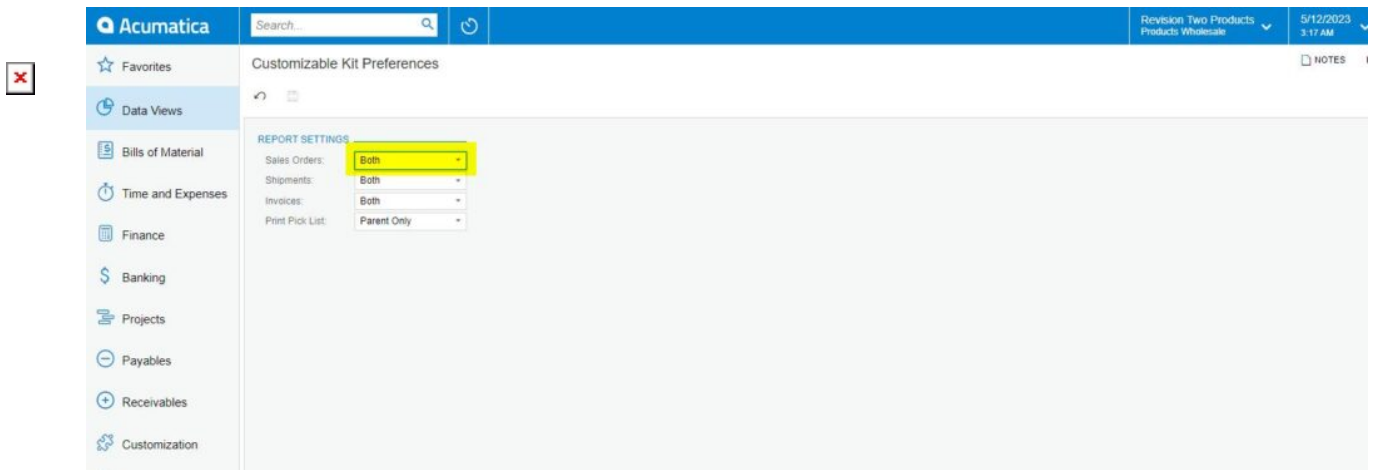 Acumatica
Search...
Revision Two Products
Products Wholesale
5/12/2023
3:17 AM
Favorites
Data Views
Bills of Material
Time and Expenses
Finance
Banking
Projects
Payables
Receivables
Customization
Customizable Kit Preferences
NOTES
REPORT SETTINGS
Sales Orders: Both
Shipments: Both
Invoices: Both
Print Pick List: Parent Only